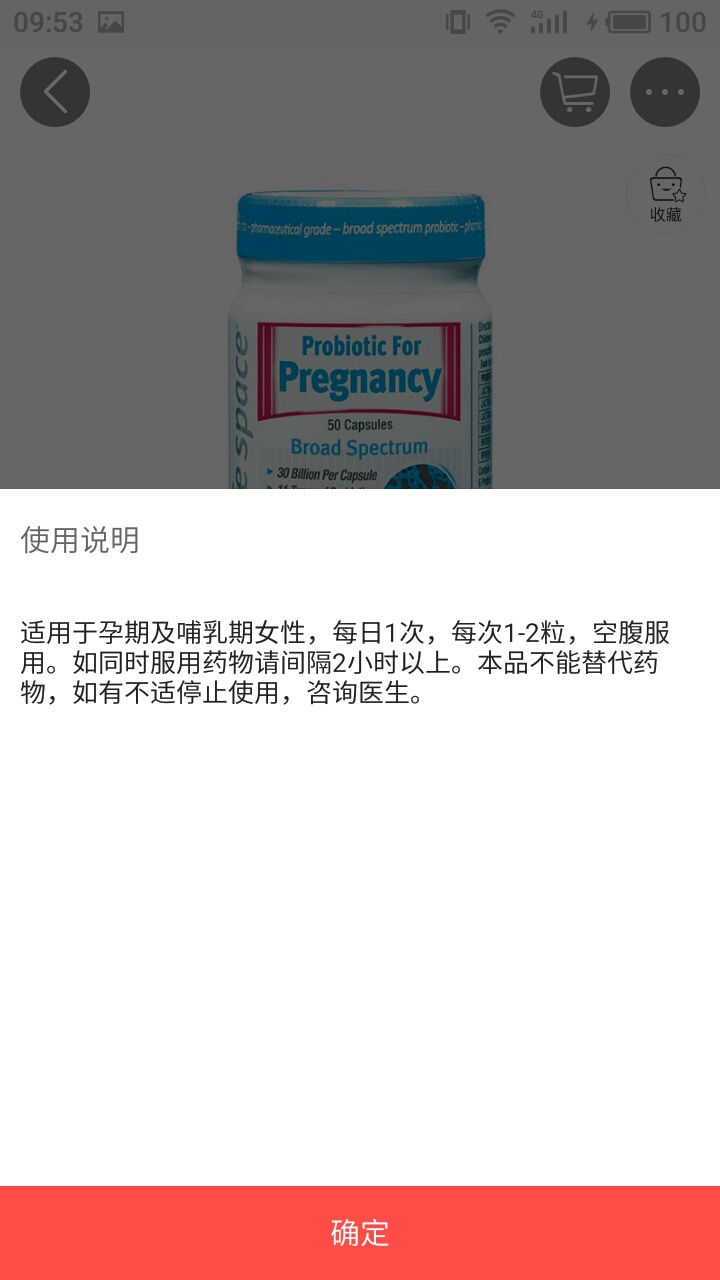 09:53
4G
100
收藏
pharmaceutical grade – broad spectrum probiotic –
Probiotic For
Pregnancy
50 Capsules
Broad Spectrum
30 Billion Per Capsule
space
使用说明
适用于孕期及哺乳期女性，每日1次，每次1-2粒，空腹服
用。如同时服用药物请间隔2小时以上。本品不能替代药
物，如有不适停止使用，咨询医生。
确定